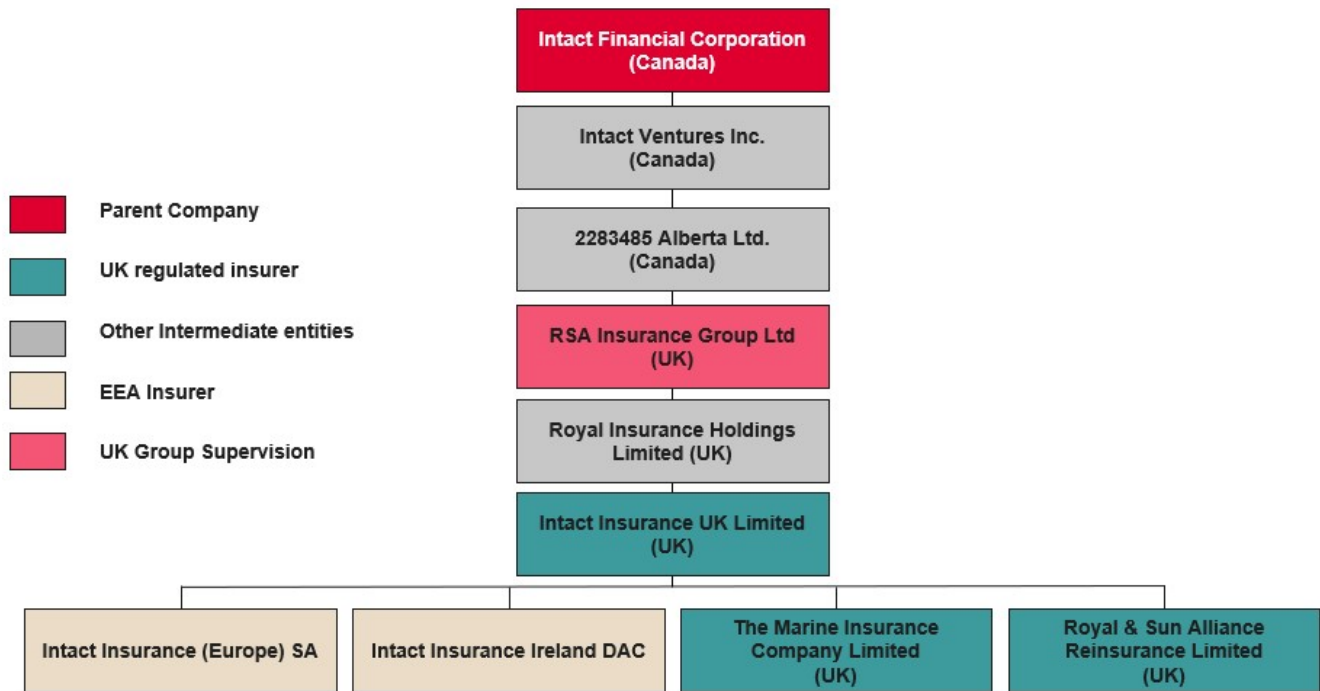 Intact Financial Corporation
(Canada)
Intact Ventures Inc.
(Canada)
2283485 Alberta Ltd.
(Canada)
RSA Insurance Group Ltd
(UK)
Royal Insurance Holdings
Limited (UK)
Intact Insurance UK Limited
(UK)
Intact Insurance (Europe) SA
Intact Insurance Ireland DAC
The Marine Insurance
Company Limited
(UK)
Royal & Sun Alliance
Reinsurance Limited
(UK)
Parent Company
UK regulated insurer
Other Intermediate entities
EEA Insurer
UK Group Supervision